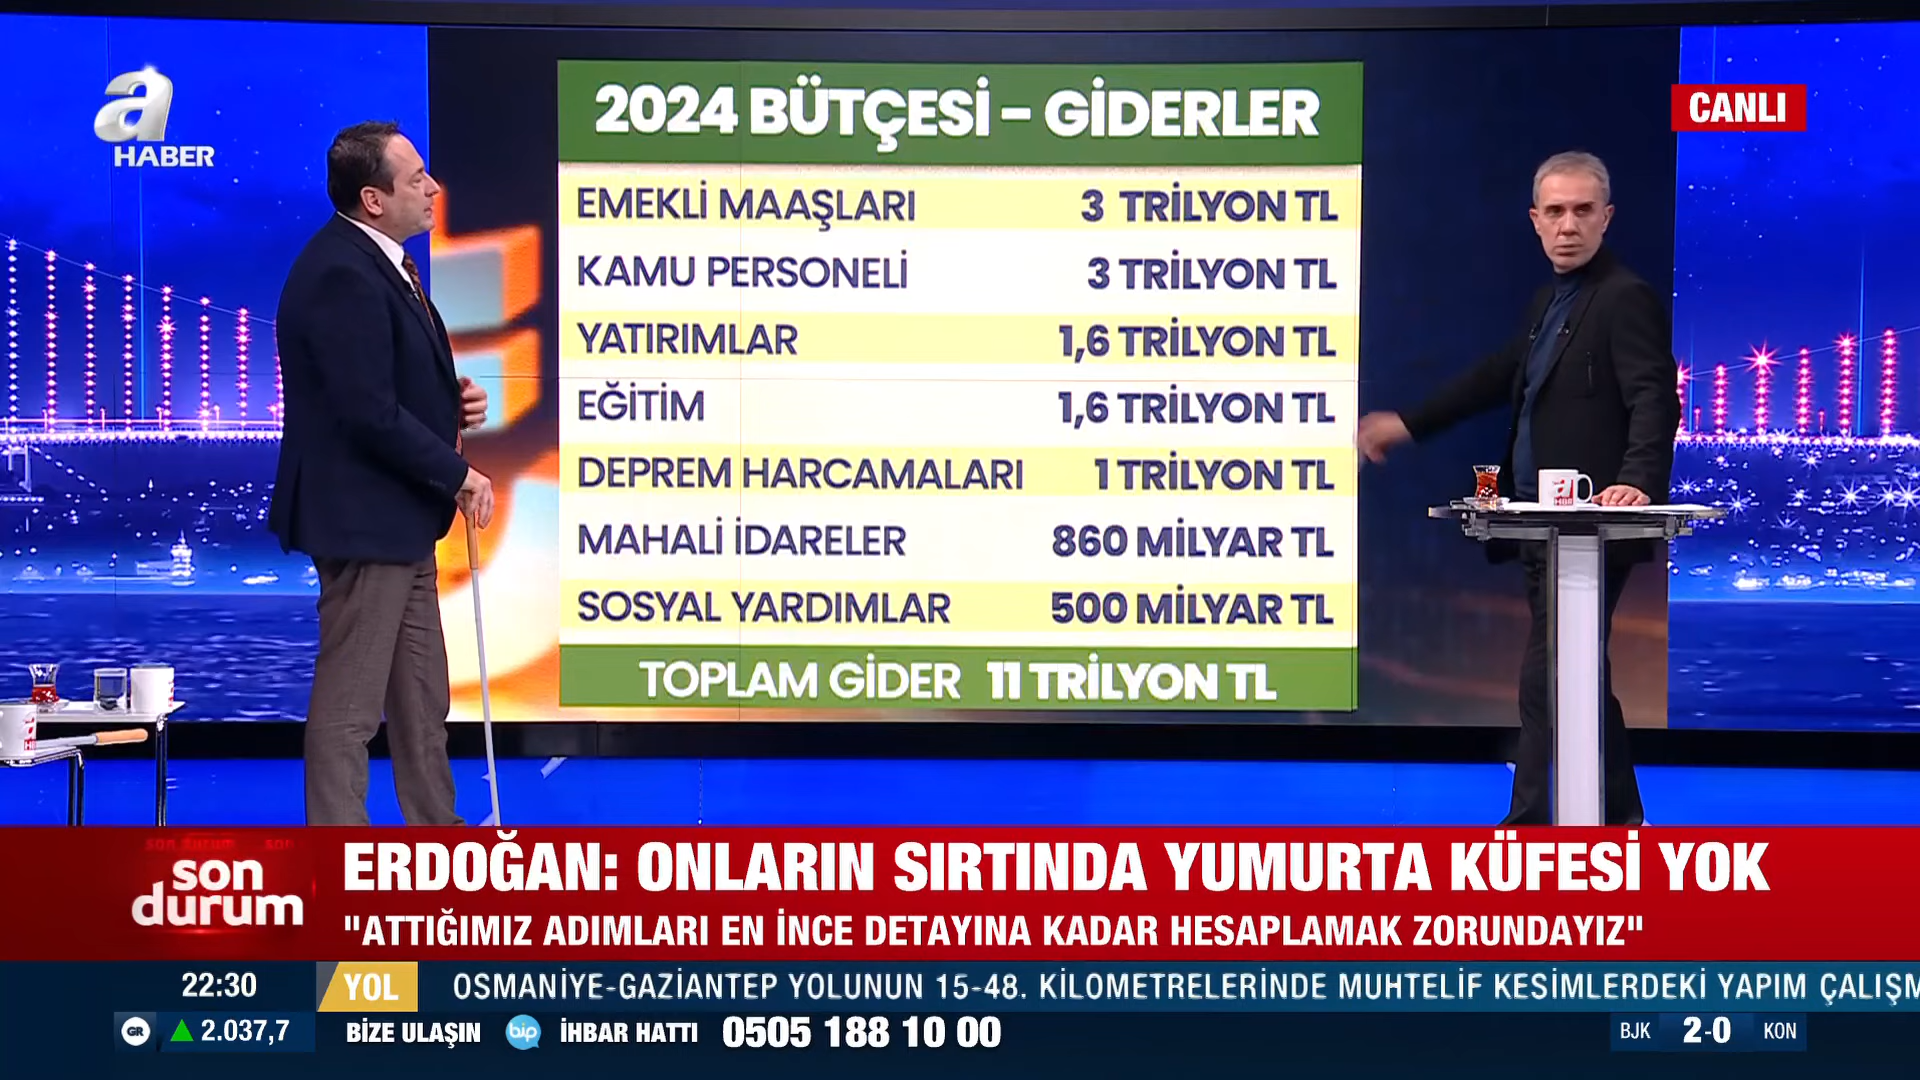 a
HABER
CANLI
2024 BÜTÇESİ - GİDERLER
EMEKLİ MAAŞLARI 3 TRİLYON TL
KAMU PERSONELİ 3 TRİLYON TL
YATIRIMLAR 1,6 TRİLYON TL
EĞİTİM 1,6 TRİLYON TL
DEPREM HARCAMALARI 1 TRİLYON TL
MAHALİ İDARELER 860 MİLYAR TL
SOSYAL YARDIMLAR 500 MİLYAR TL
TOPLAM GİDER 11 TRİLYON TL
son durum
ERDOĞAN: ONLARIN SIRTINDA YUMURTA KÜFESİ YOK
"ATTIĞIMIZ ADIMLARI EN İNCE DETAYINA KADAR HESAPLAMAK ZORUNDAYIZ"
22:30 YOL OSMANİYE-GAZİANTEP YOLUNUN 15-48. KİLOMETRELERİNDE MUHTELİF KESİMLERDEKİ YAPIM ÇALIŞM
GR 2.037,7 BİZE ULAŞIN bip İHBAR HATTI 0505 188 10 00 BJK 2-0 KON